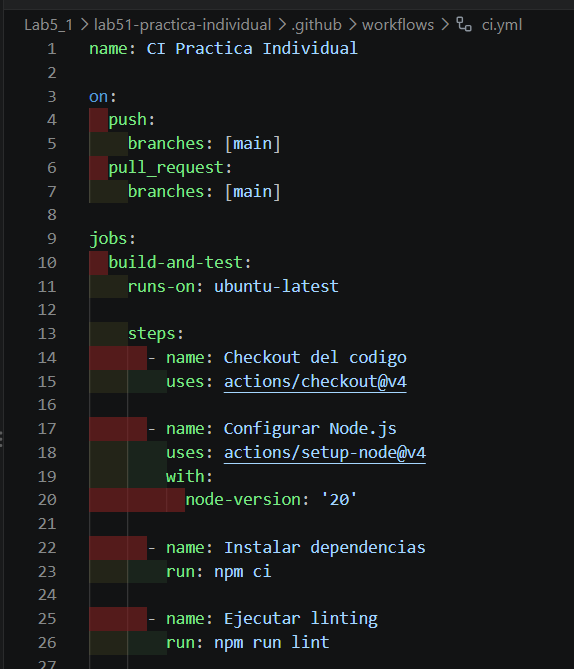 Lab5_1 > lab51-practica-individual > .github > workflows > ci.yml
1 name: CI Practica Individual
2
3 on:
4   push:
5     branches: [main]
6   pull_request:
7     branches: [main]
8
9 jobs:
10   build-and-test:
11     runs-on: ubuntu-latest
12
13     steps:
14       - name: Checkout del codigo
15         uses: actions/checkout@v4
16
17       - name: Configurar Node.js
18         uses: actions/setup-node@v4
19         with:
20           node-version: '20'
21
22       - name: Instalar dependencias
23         run: npm ci
24
25       - name: Ejecutar linting
26         run: npm run lint
27